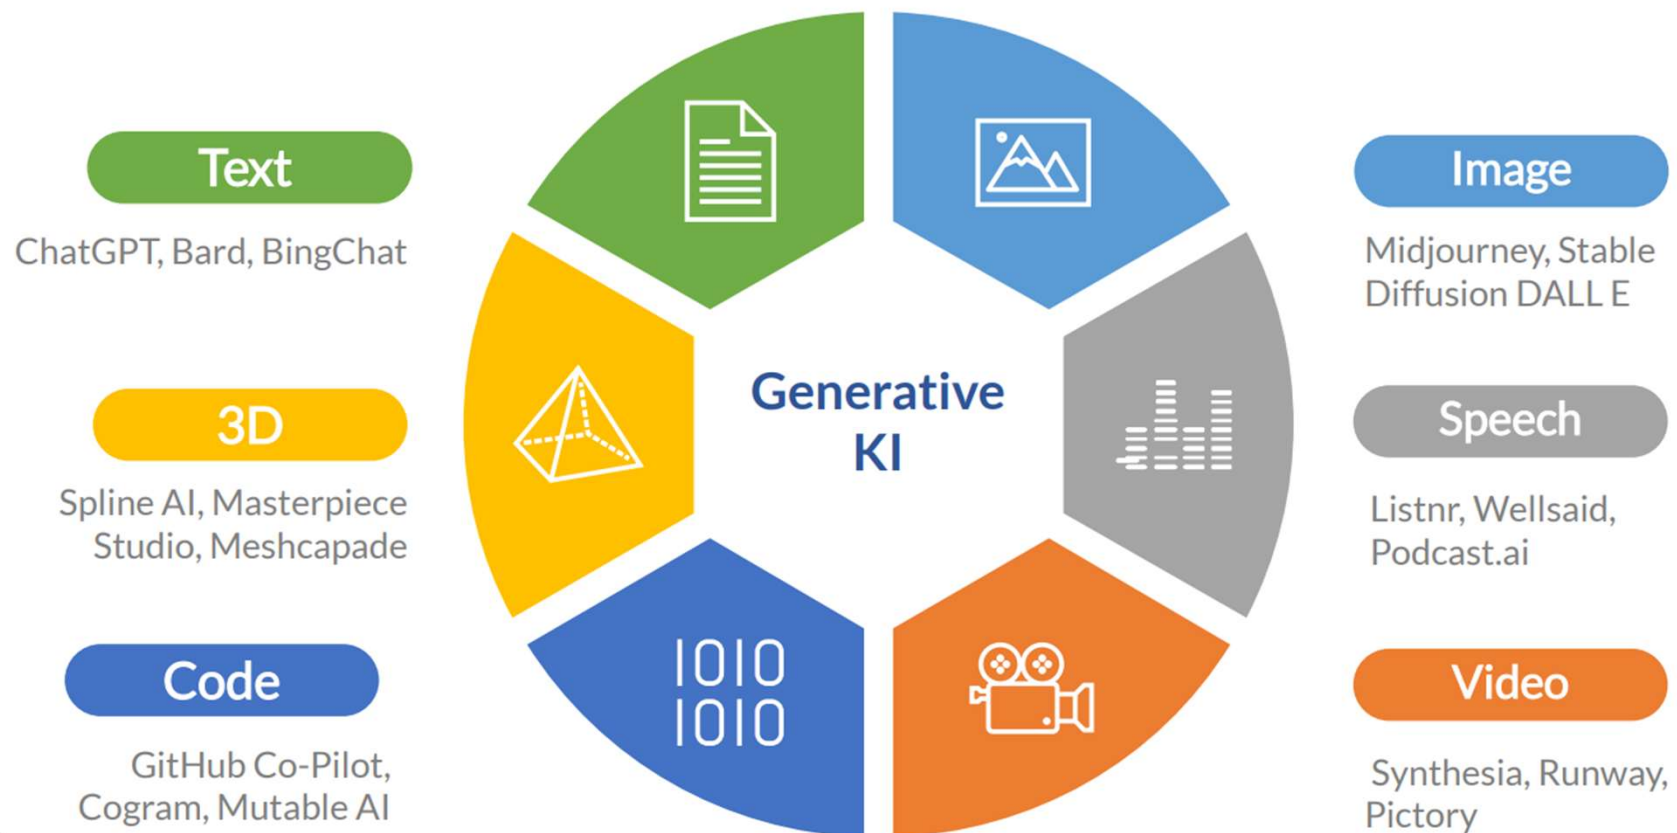 Text
ChatGPT, Bard, BingChat
3D
Spline AI, Masterpiece
Studio, Meshcapade
Code
GitHub Co-Pilot,
Cogram, Mutable AI
Generative
KI
1010
1010
Image
Midjourney, Stable
Diffusion DALL E
Speech
Listnr, Wellsaid,
Podcast.ai
Video
Synthesia, Runway,
Pictory